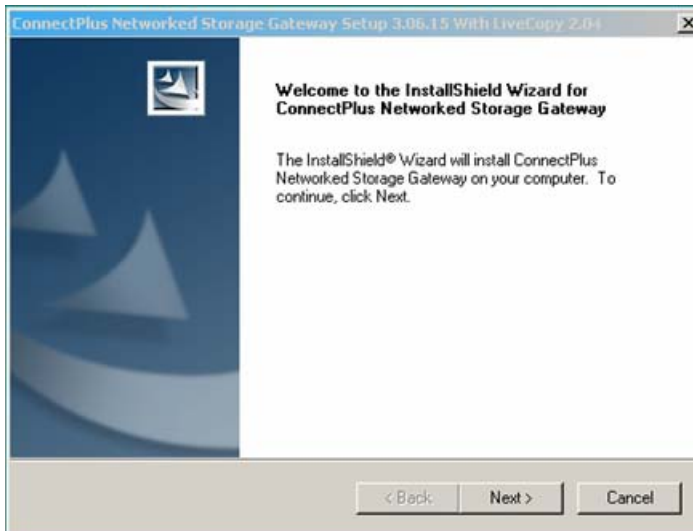 ConnectPlus Networked Storage Gateway Setup 3.06.15 With LiveCopy 2.04
Welcome to the InstallShield Wizard for
ConnectPlus Networked Storage Gateway
The InstallShield® Wizard will install ConnectPlus
Networked Storage Gateway on your computer. To
continue, click Next.
< Back
Next >
Cancel